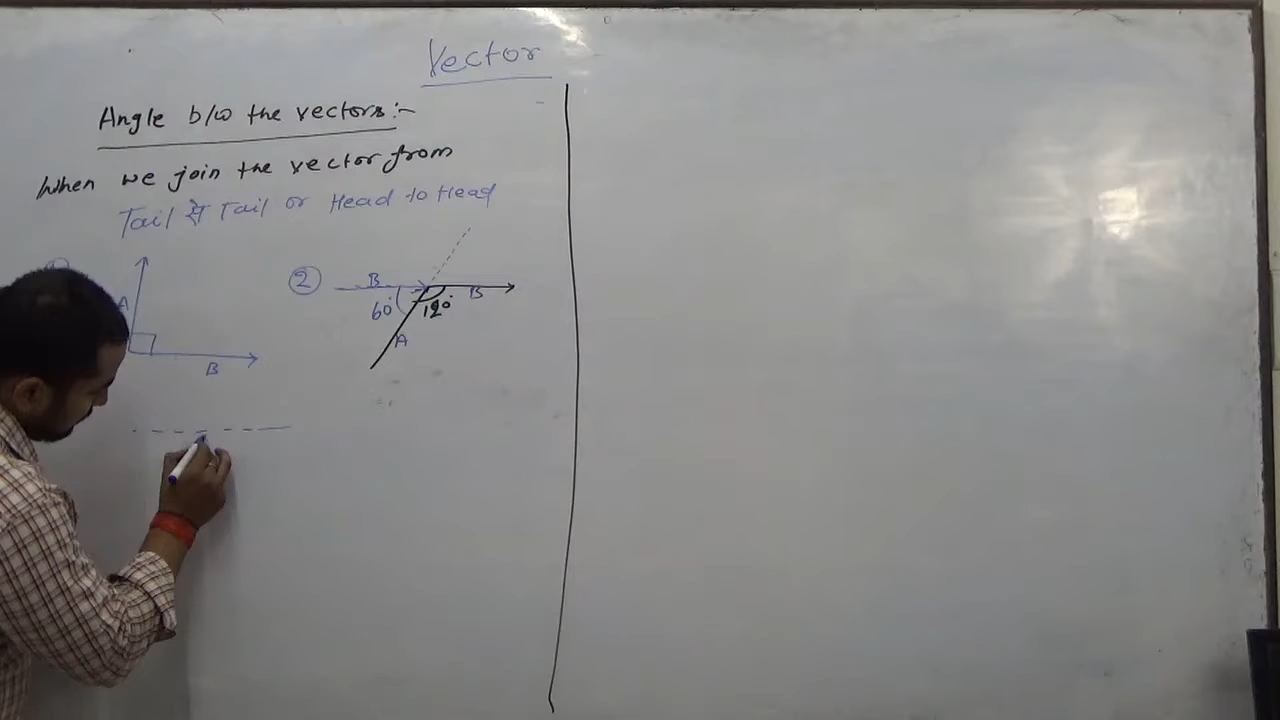 Vector
Angle b/w the vectors:-
When we join the vector from
Tail से Tail or Head to Head
A
B
②
B
B
60°
120°
A